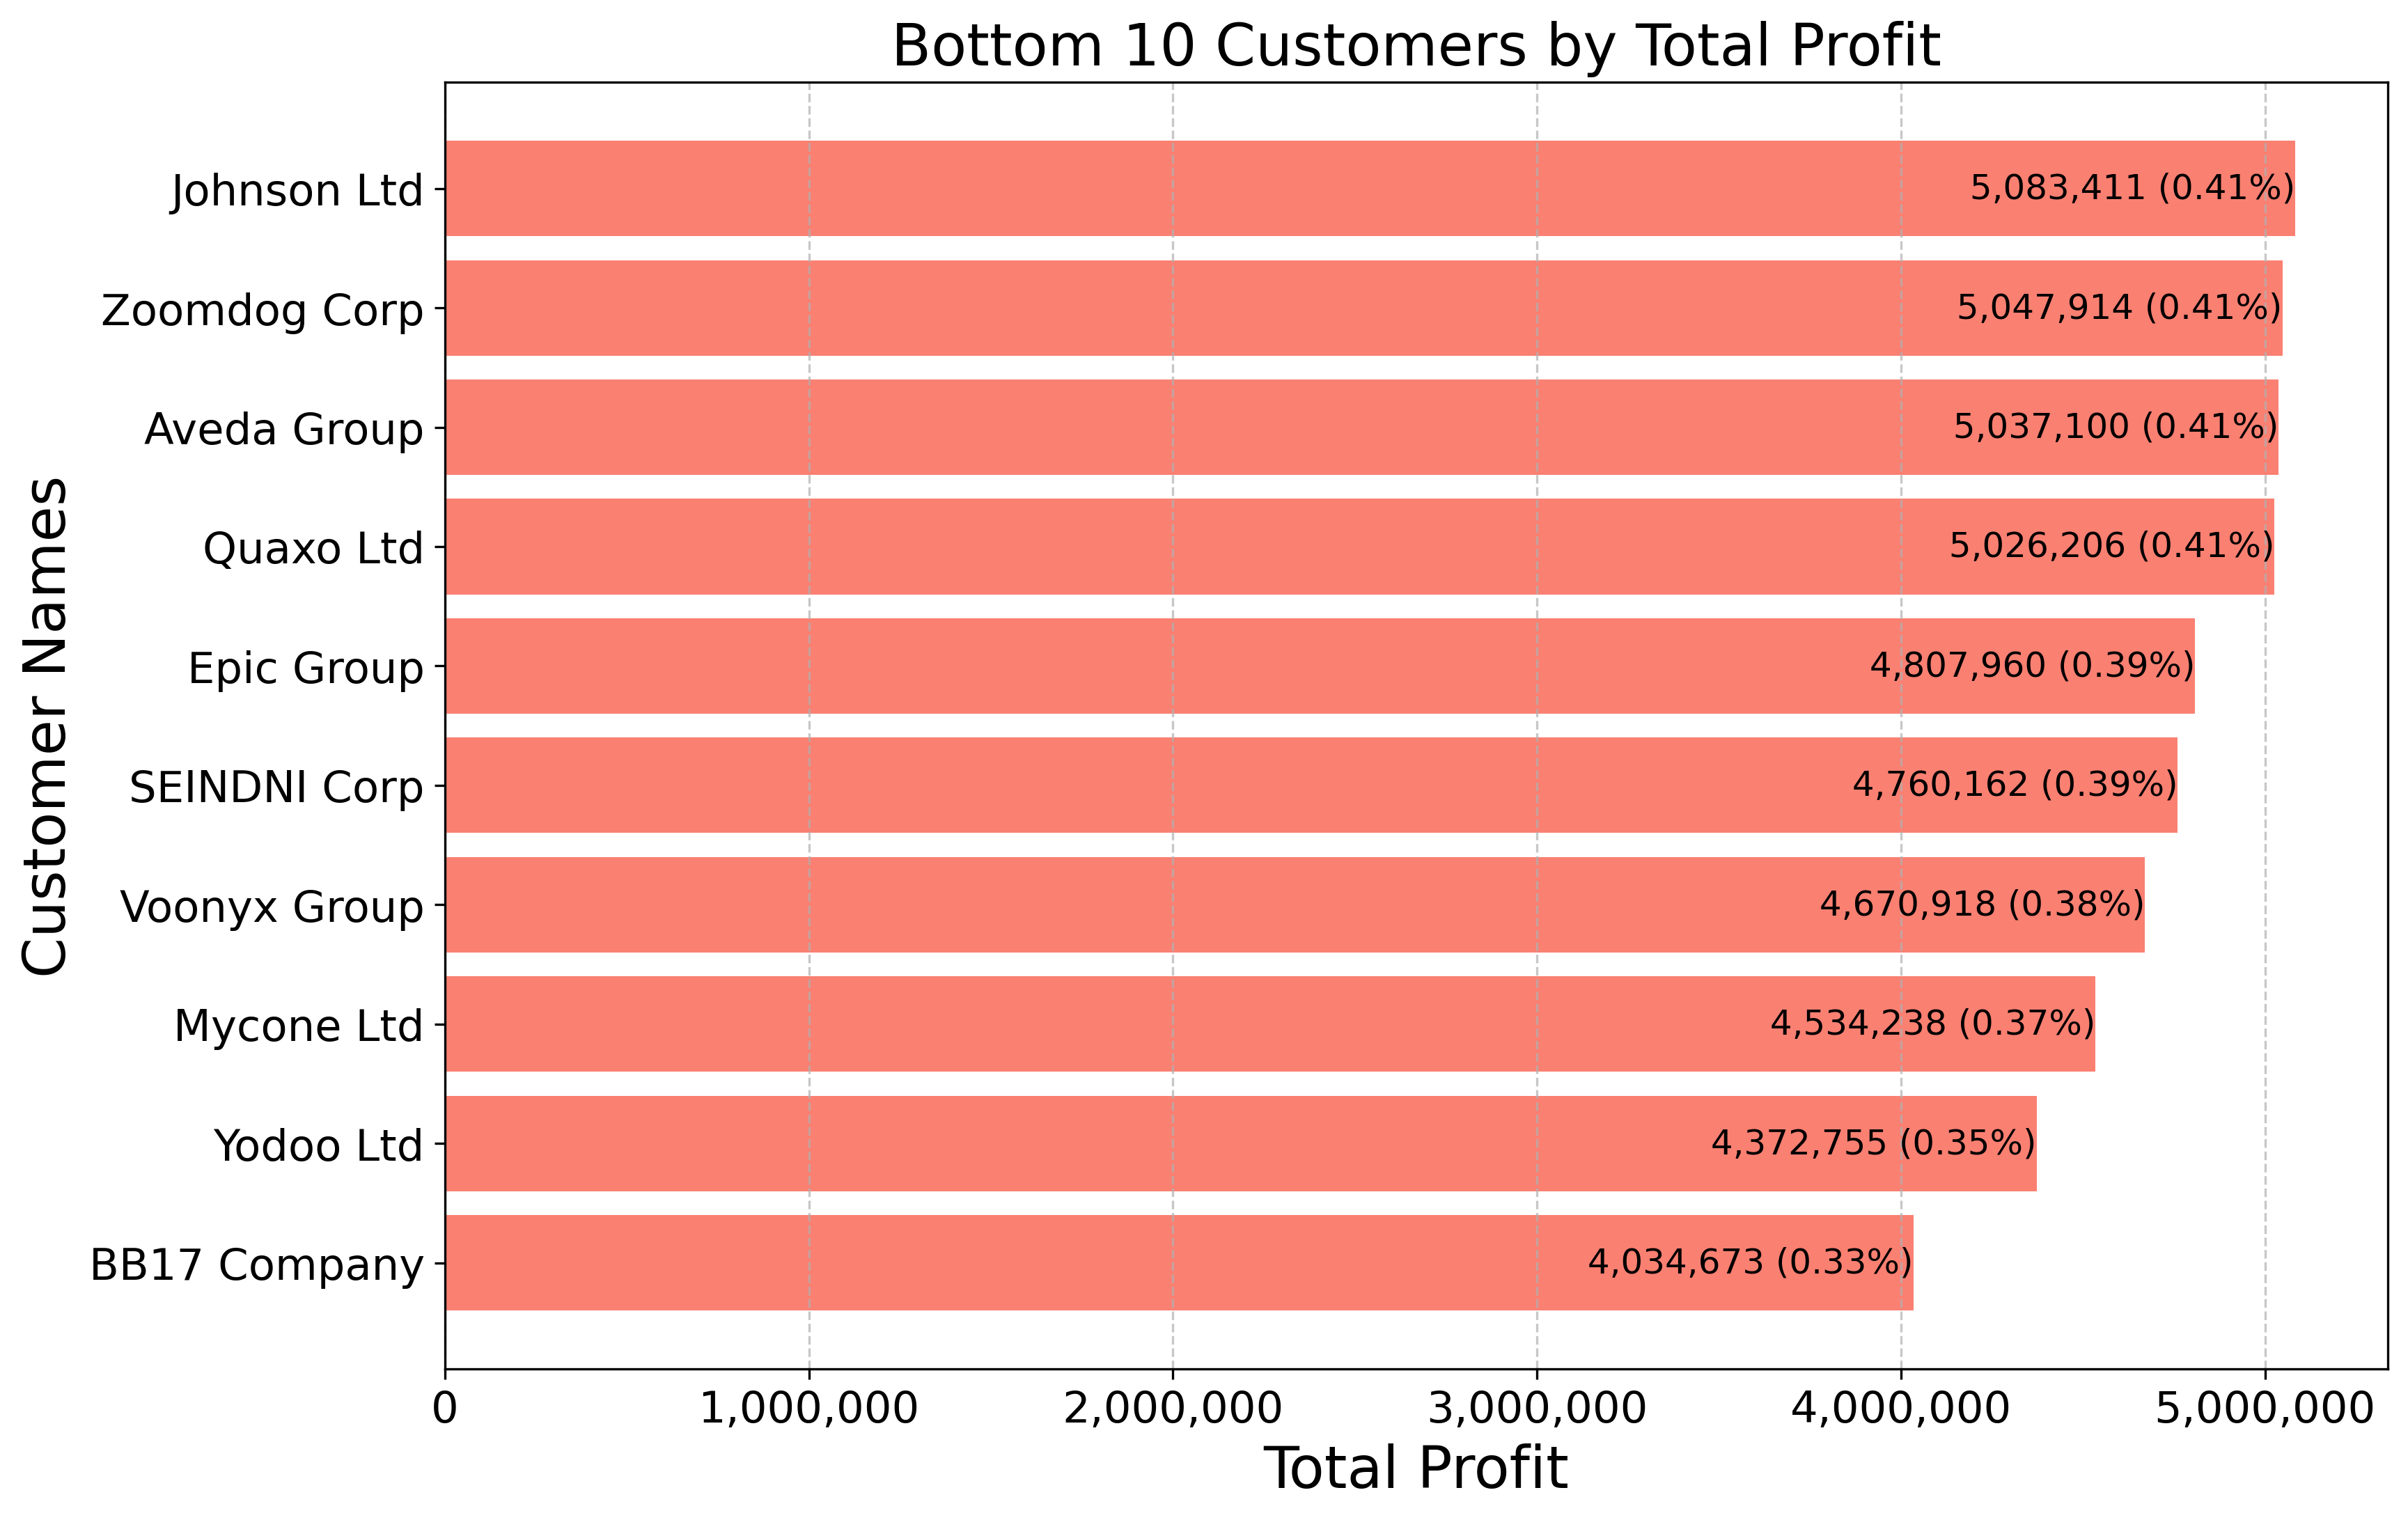 Bottom 10 Customers by Total Profit
Customer Names
Johnson Ltd 5,083,411 (0.41%)
Zoomdog Corp 5,047,914 (0.41%)
Aveda Group 5,037,100 (0.41%)
Quaxo Ltd 5,026,206 (0.41%)
Epic Group 4,807,960 (0.39%)
SEINDNI Corp 4,760,162 (0.39%)
Voonyx Group 4,670,918 (0.38%)
Mycone Ltd 4,534,238 (0.37%)
Yodoo Ltd 4,372,755 (0.35%)
BB17 Company 4,034,673 (0.33%)
0 1,000,000 2,000,000 3,000,000 4,000,000 5,000,000
Total Profit